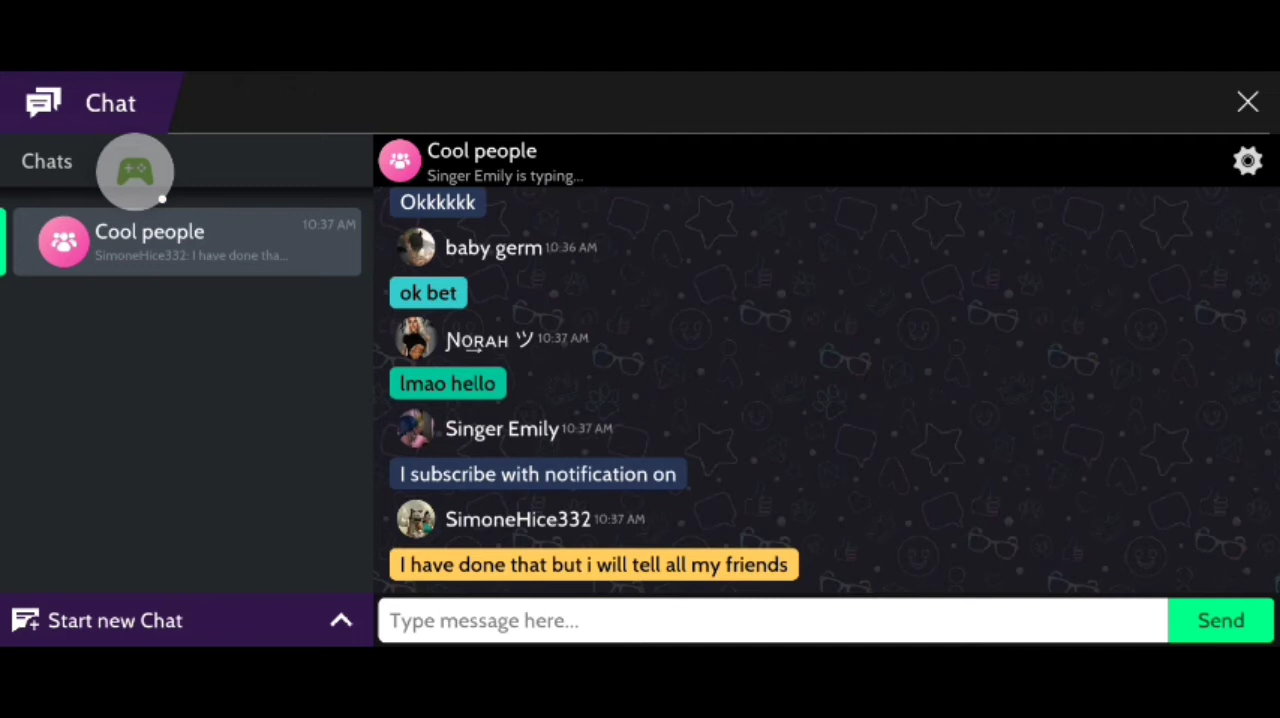 Chat
Chats
Cool people
10:37 AM
SimoneHice332: I have done tha...
Start new Chat
Cool people
Singer Emily is typing...
Okkkkkk
baby germ 10:36 AM
ok bet
Nᴏʀᴀʜ ツ 10:37 AM
lmao hello
Singer Emily 10:37 AM
I subscribe with notification on
SimoneHice332 10:37 AM
I have done that but i will tell all my friends
Type message here...
Send